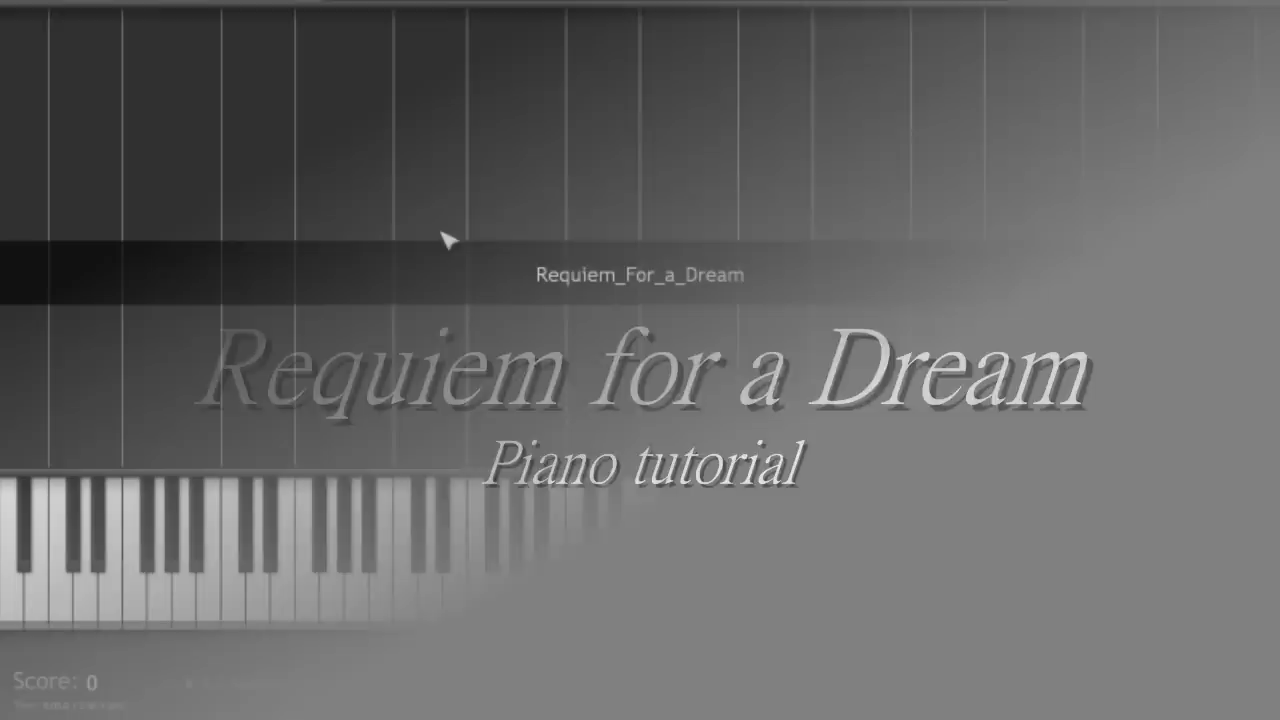 Requiem_For_a_Dream
Requiem for a Dream
Piano tutorial
Score: 0